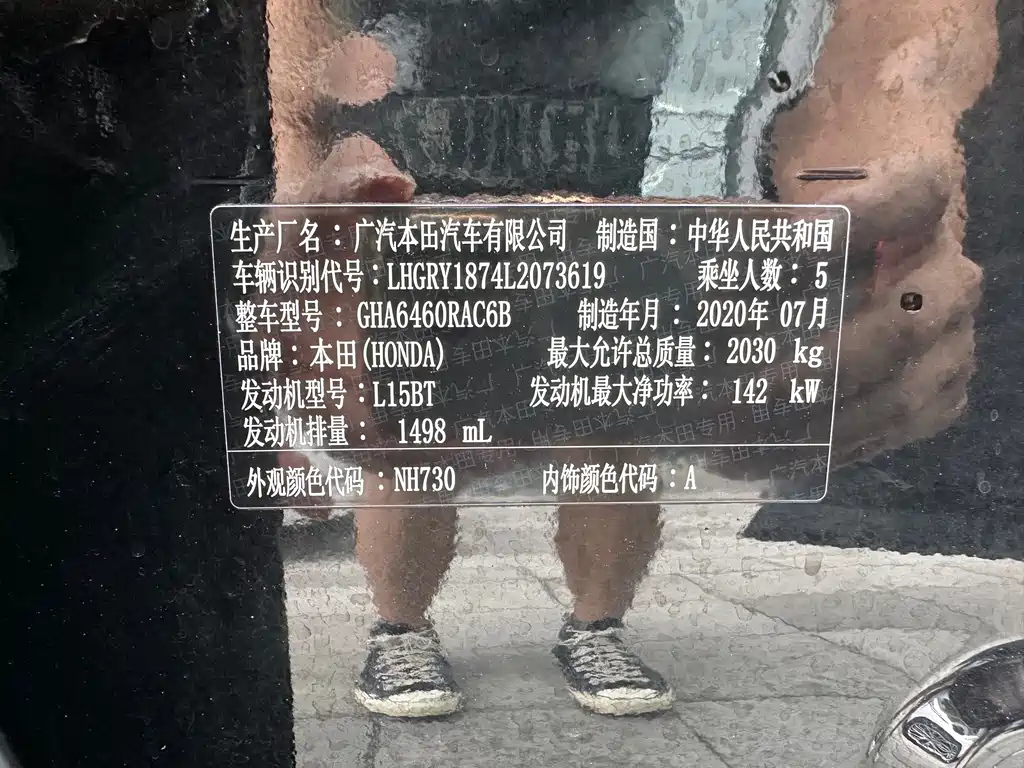 生产厂名：广汽本田汽车有限公司 制造国：中华人民共和国
车辆识别代号：LHGRY1874L2073619 乘坐人数：5
整车型号：GHA6460RAC6B 制造年月：2020年 07月
品牌：本田(HONDA) 最大允许总质量：2030 kg
发动机型号：L15BT 发动机最大净功率：142 kW
发动机排量：1498 mL
外观颜色代码：NH730 内饰颜色代码：A